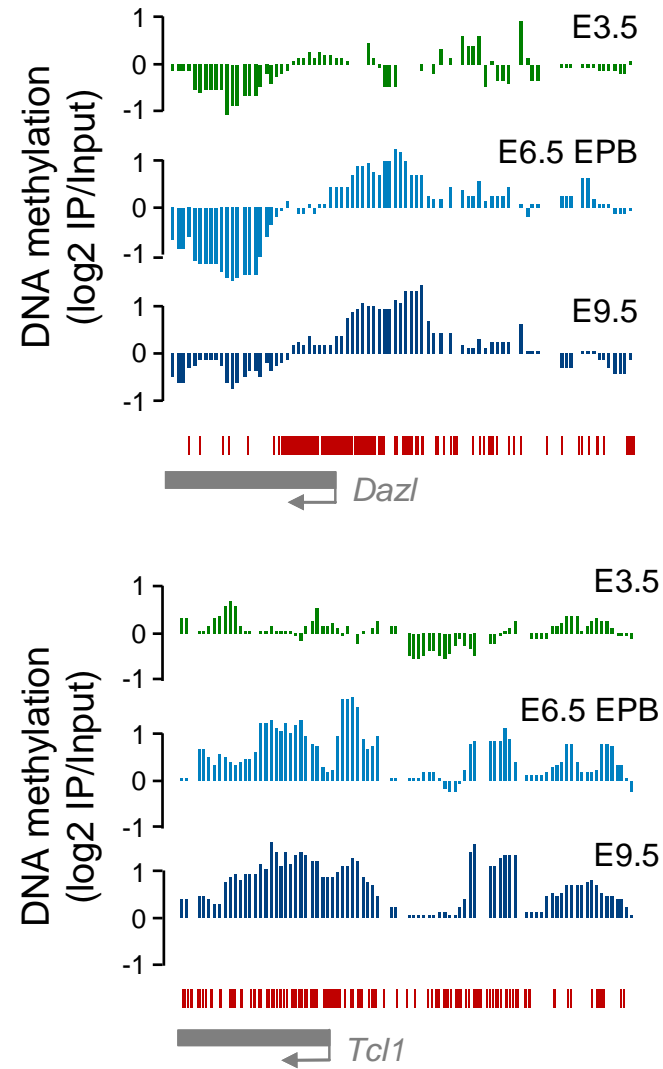 DNA methylation
(log2 IP/Input)
1
0
-1
E3.5
1
0
-1
E6.5 EPB
1
0
-1
E9.5
Dazl
DNA methylation
(log2 IP/Input)
1
0
-1
E3.5
1
0
-1
E6.5 EPB
1
0
-1
E9.5
Tcl1